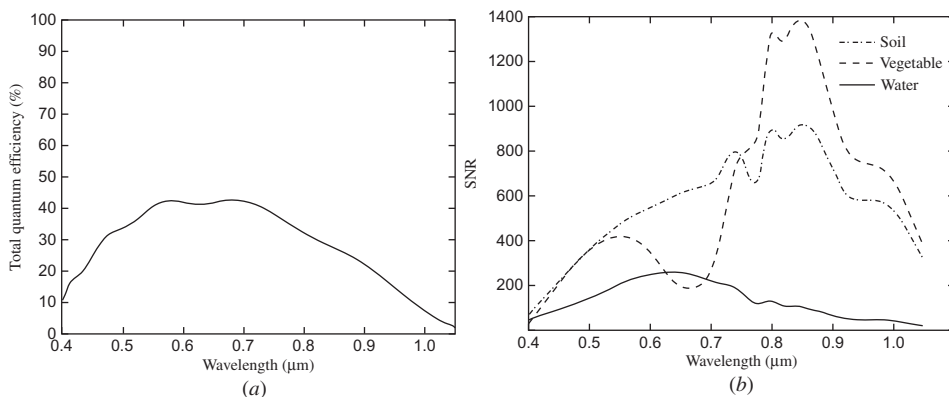 100
90
80
70
60
50
40
30
20
10
0
0.4 0.5 0.6 0.7 0.8 0.9 1.0
Total quantum efficiency (%)
Wavelength (μm)
(a)
1400
1200
1000
800
600
400
200
0.4 0.5 0.6 0.7 0.8 0.9 1.0
SNR
Soil
Vegetable
Water
Wavelength (μm)
(b)